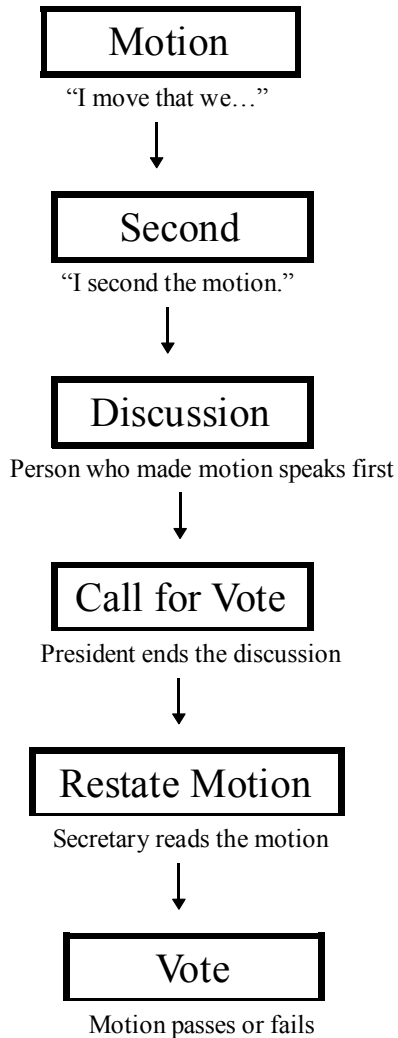 Motion
“I move that we…”
Second
“I second the motion.”
Discussion
Person who made motion speaks first
Call for Vote
President ends the discussion
Restate Motion
Secretary reads the motion
Vote
Motion passes or fails